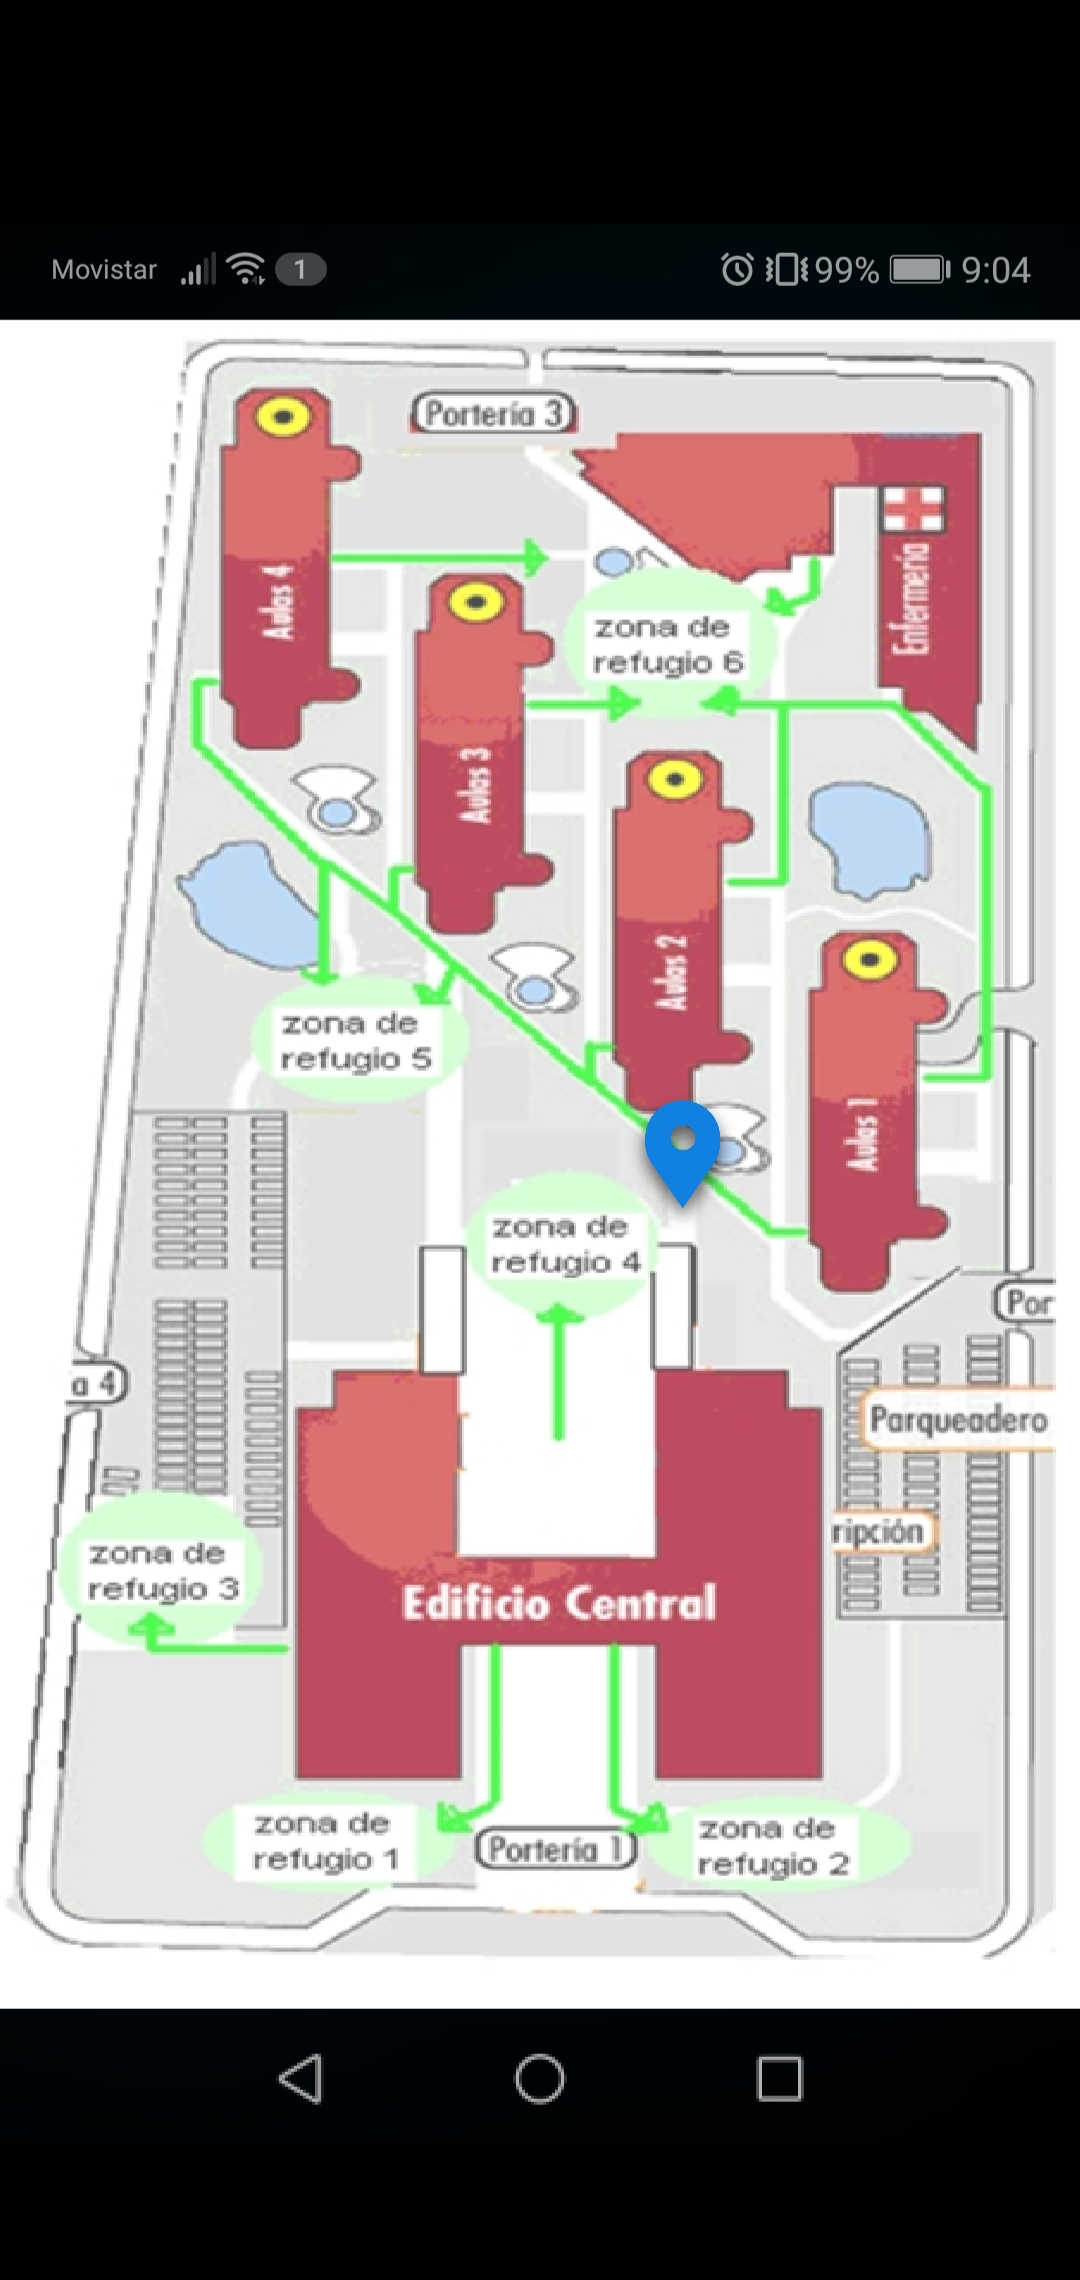 Movistar 1 99% 9:04
Portería 3
Aulas 4
Enfermería
zona de
refugio 6
Aulas 3
Aulas 2
zona de
refugio 5
Aulas 1
zona de
refugio 4
Por
a 4
Parqueadero
ripción
zona de
refugio 3
Edificio Central
zona de
refugio 1
Portería 1
zona de
refugio 2